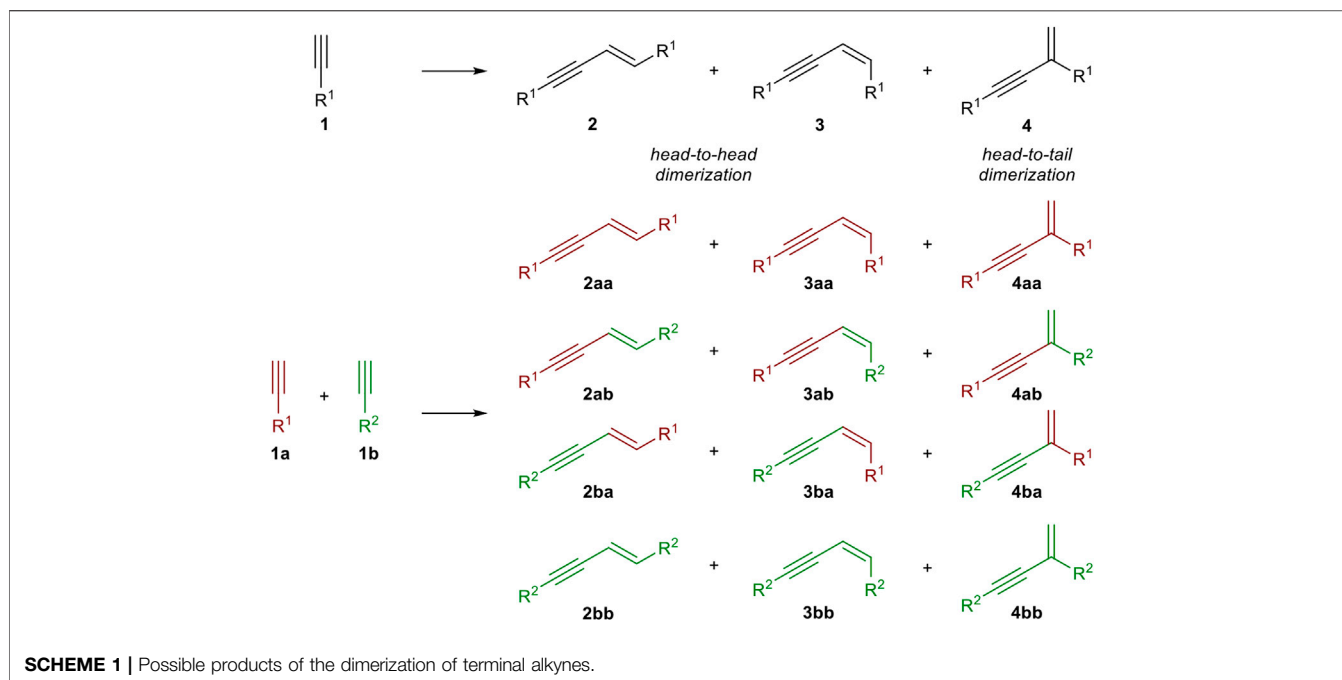 R¹
1
R¹ R¹
2
+
R¹ R¹
3
+
R¹ R¹
4
head-to-head
dimerization
head-to-tail
dimerization
R¹ R¹
2aa
+
R¹ R¹
3aa
+
R¹ R¹
4aa
R¹
1a
+
R²
1b
R¹ R²
2ab
+
R¹ R²
3ab
+
R¹ R²
4ab
R² R¹
2ba
+
R² R¹
3ba
+
R² R¹
4ba
R² R²
2bb
+
R² R²
3bb
+
R² R²
4bb
SCHEME 1 | Possible products of the dimerization of terminal alkynes.